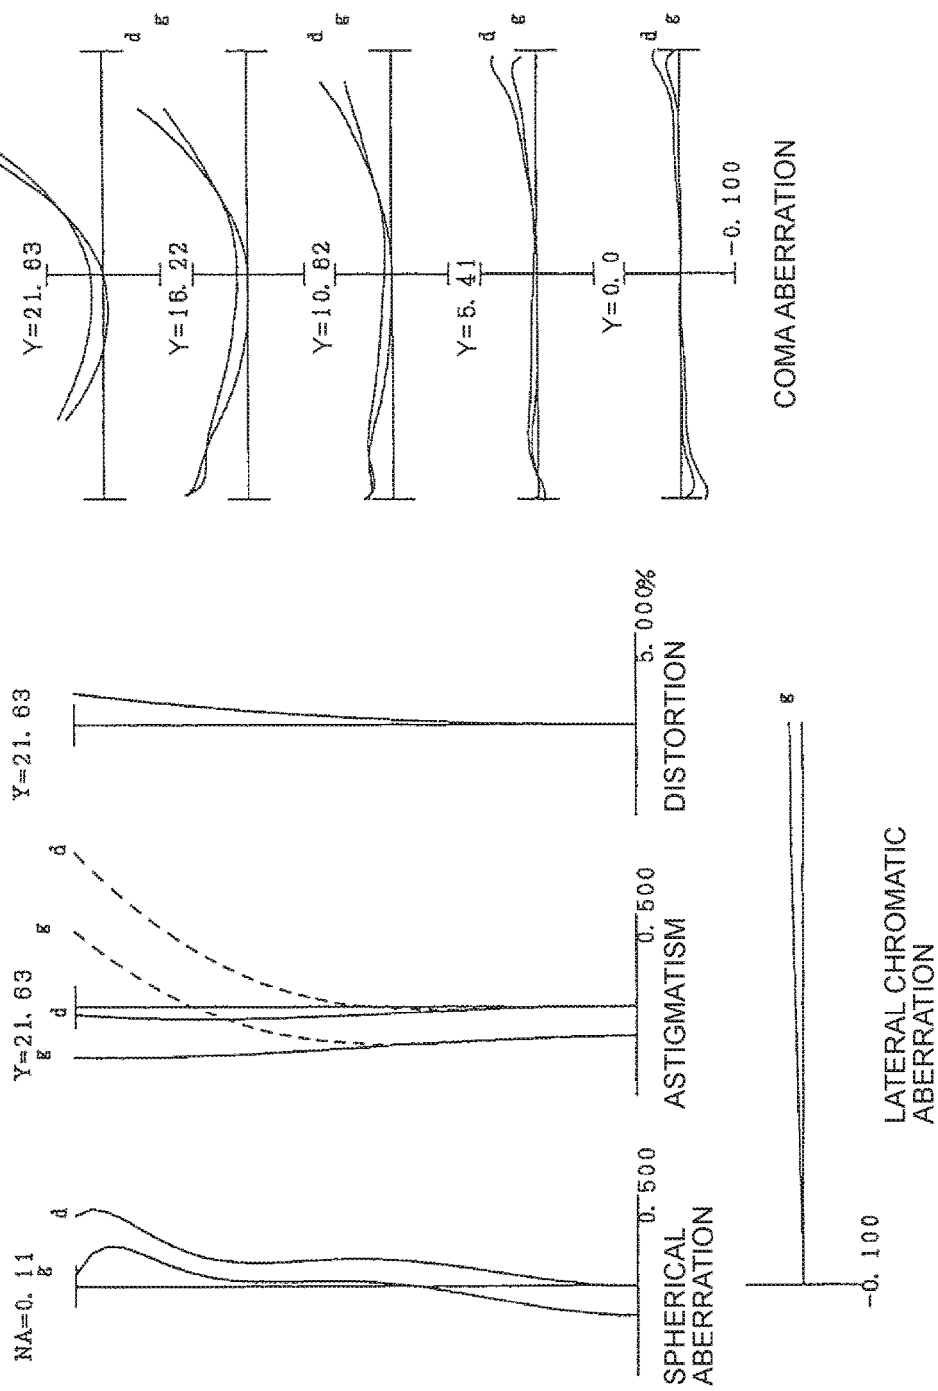 NA=0. 11
g
d
0. 500
SPHERICAL
ABERRATION
Y=21. 63
g
d
g
d
0. 500
ASTIGMATISM
Y=21. 63
5. 000%
DISTORTION
Y=21. 63
d g
Y=16. 22
d g
Y=10. 82
d g
Y=5. 41
d g
Y=0. 0
-0. 100
COMA ABERRATION
g
-0. 100
LATERAL CHROMATIC
ABERRATION